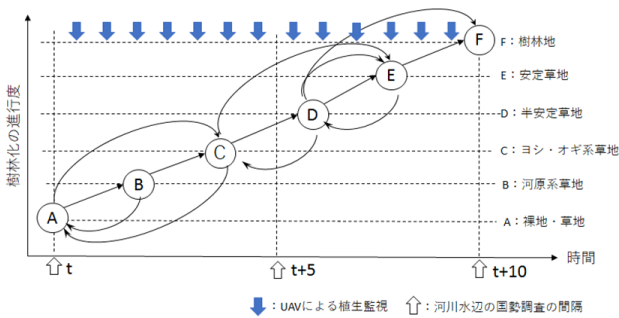 樹林化の進行度
F
F：樹林地
E
E：安定草地
D
D：半安定草地
C
C：ヨシ・オギ系草地
B
B：河原系草地
A
A：裸地・草地
時間
t
t+5
t+10
：UAVによる植生監視
：河川水辺の国勢調査の間隔